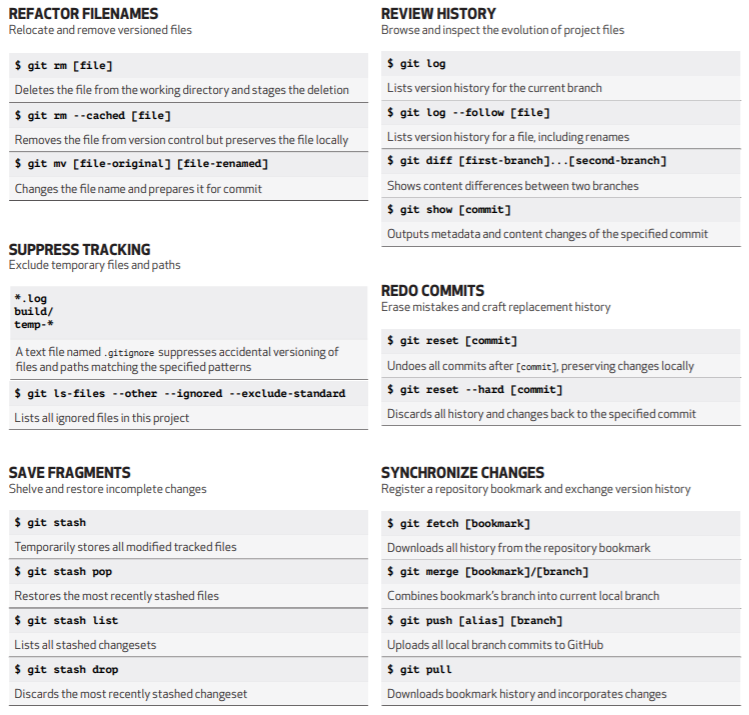 REFACTOR FILENAMES
Relocate and remove versioned files
$ git rm [file]
Deletes the file from the working directory and stages the deletion
$ git rm --cached [file]
Removes the file from version control but preserves the file locally
$ git mv [file-original] [file-renamed]
Changes the file name and prepares it for commit
SUPPRESS TRACKING
Exclude temporary files and paths
*.log
build/
temp-*
A text file named .gitignore suppresses accidental versioning of
files and paths matching the specified patterns
$ git ls-files --other --ignored --exclude-standard
Lists all ignored files in this project
SAVE FRAGMENTS
Shelve and restore incomplete changes
$ git stash
Temporarily stores all modified tracked files
$ git stash pop
Restores the most recently stashed files
$ git stash list
Lists all stashed changesets
$ git stash drop
Discards the most recently stashed changeset
REVIEW HISTORY
Browse and inspect the evolution of project files
$ git log
Lists version history for the current branch
$ git log --follow [file]
Lists version history for a file, including renames
$ git diff [first-branch]...[second-branch]
Shows content differences between two branches
$ git show [commit]
Outputs metadata and content changes of the specified commit
REDO COMMITS
Erase mistakes and craft replacement history
$ git reset [commit]
Undoes all commits after [commit], preserving changes locally
$ git reset --hard [commit]
Discards all history and changes back to the specified commit
SYNCHRONIZE CHANGES
Register a repository bookmark and exchange version history
$ git fetch [bookmark]
Downloads all history from the repository bookmark
$ git merge [bookmark]/[branch]
Combines bookmark's branch into current local branch
$ git push [alias] [branch]
Uploads all local branch commits to GitHub
$ git pull
Downloads bookmark history and incorporates changes